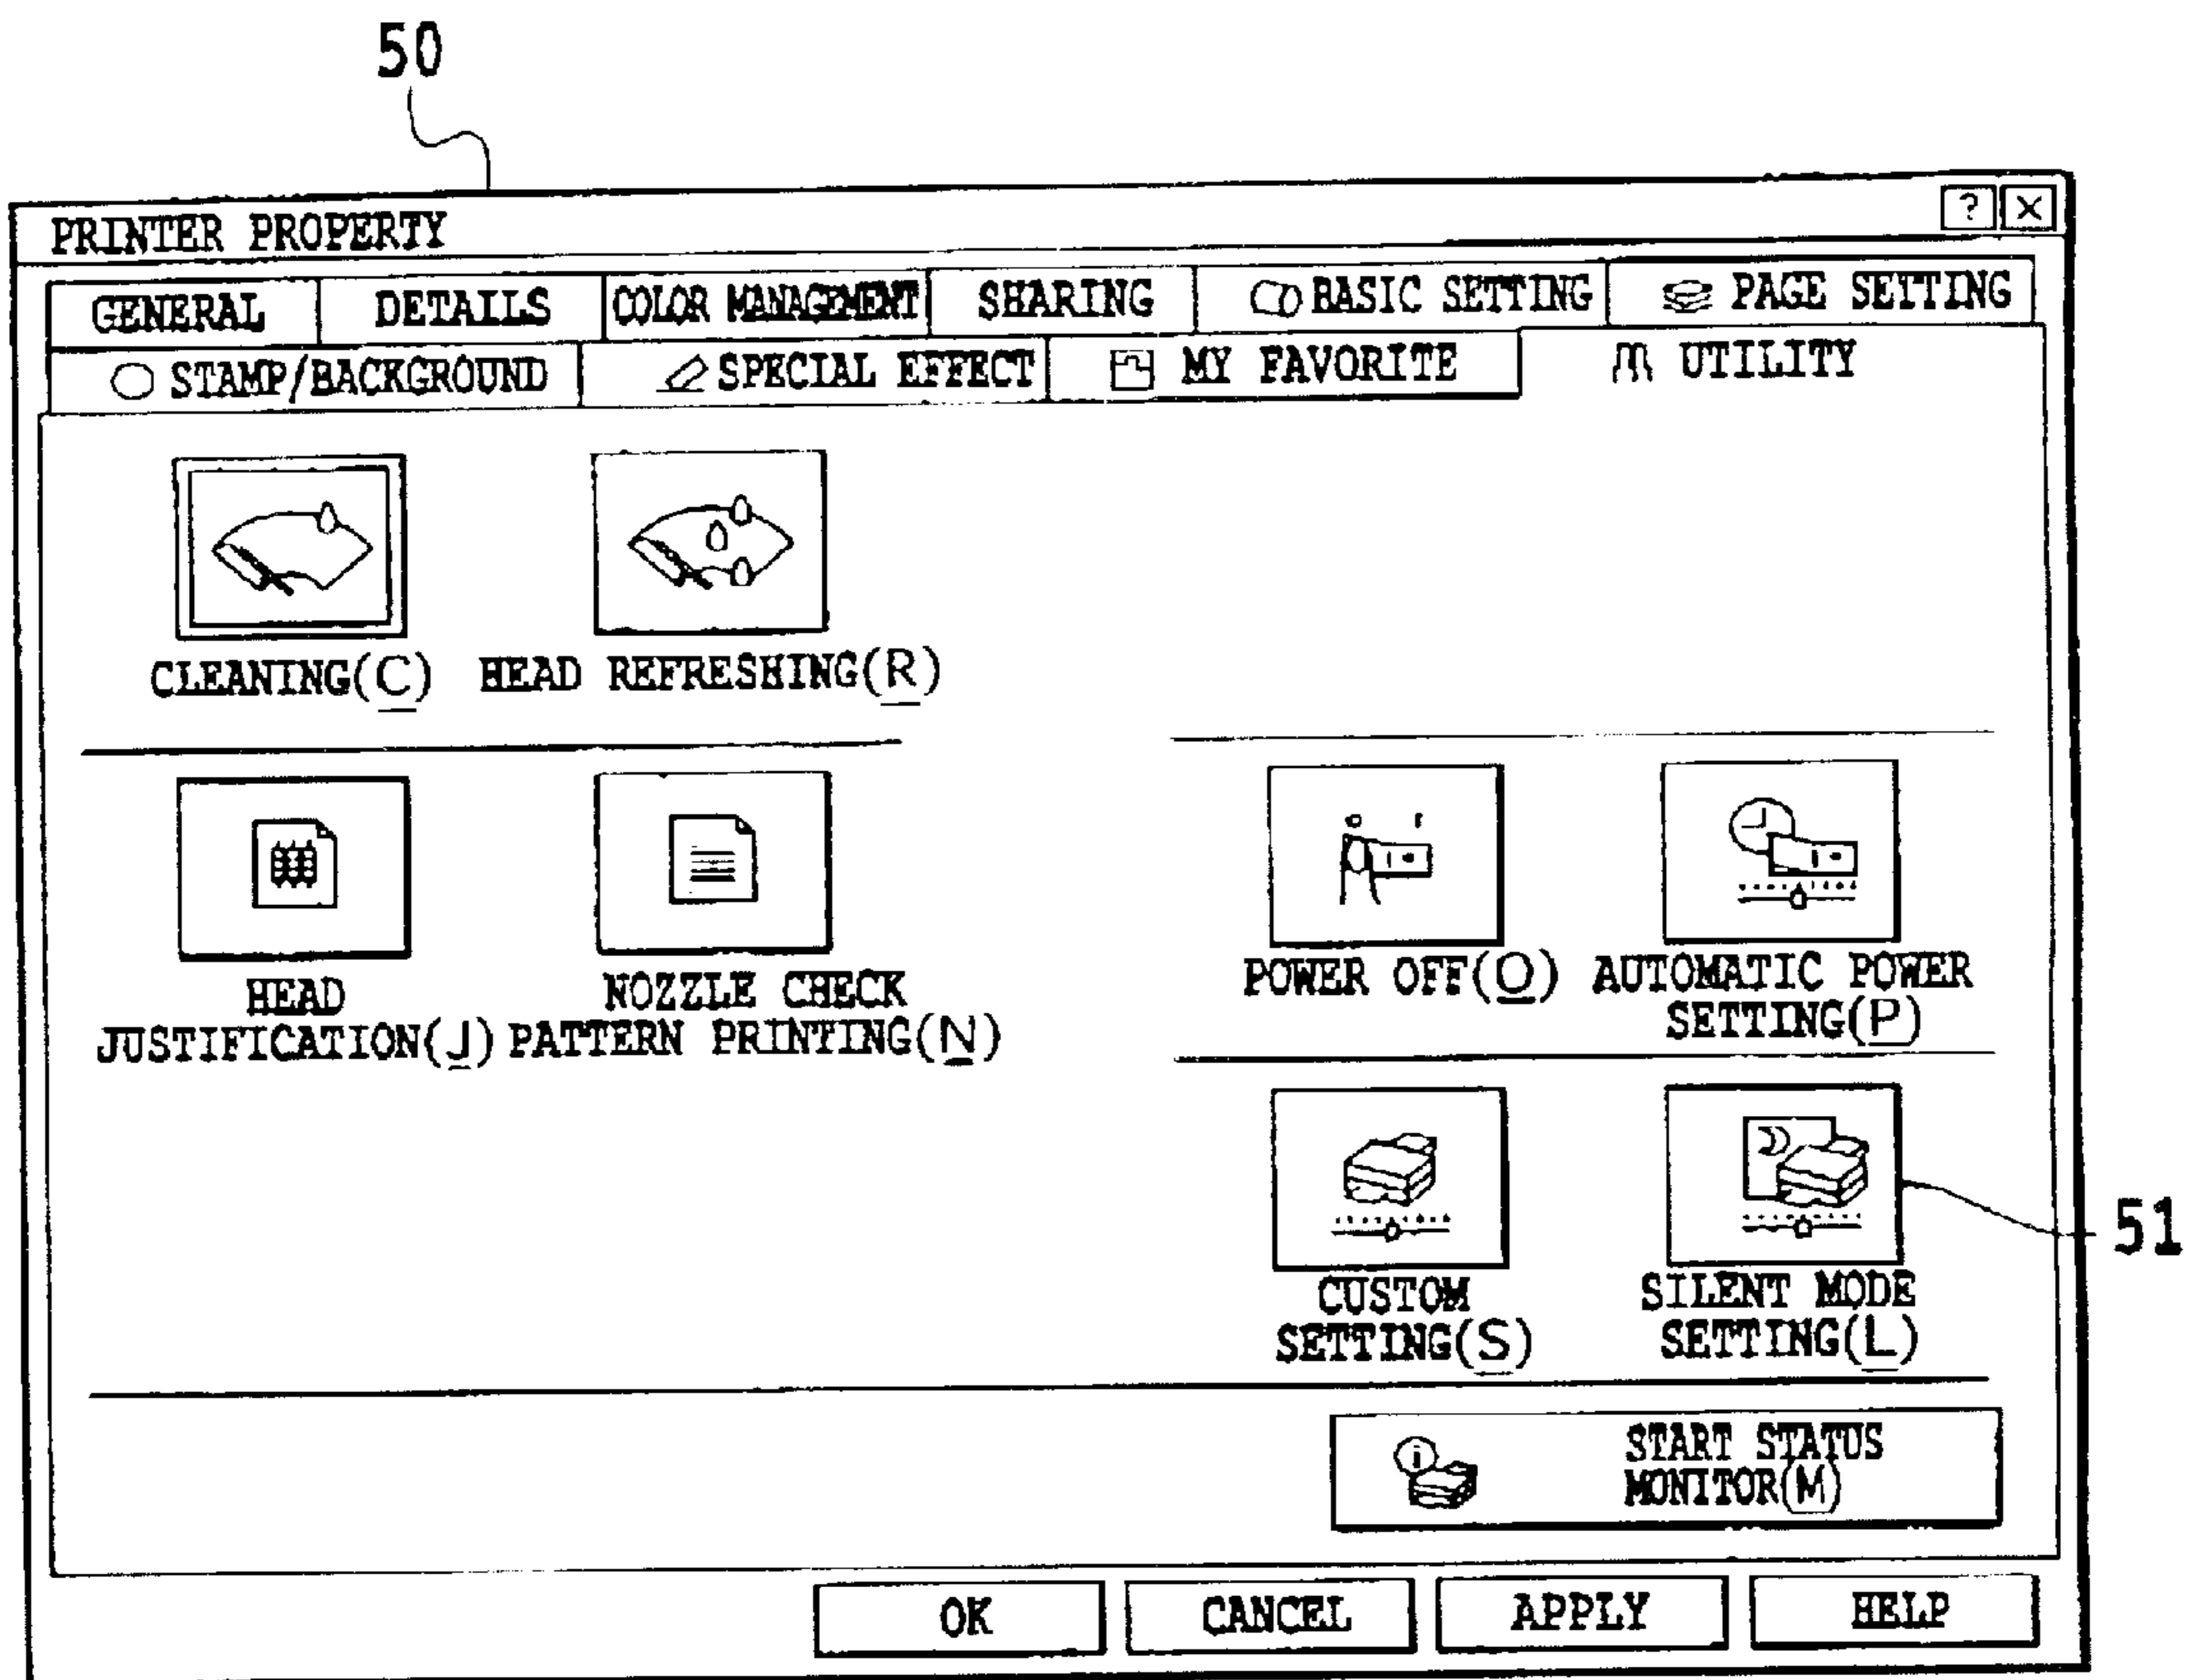 50
PRINTER PROPERTY
? X
GENERAL DETAILS COLOR MANAGEMENT SHARING BASIC SETTING PAGE SETTING
STAMP/BACKGROUND SPECIAL EFFECT MY FAVORITE UTILITY
CLEANING(C) HEAD REFRESHING(R)
HEAD
JUSTIFICATION(J)
NOZZLE CHECK
PATTERN PRINTING(N)
POWER OFF(O)
AUTOMATIC POWER
SETTING(P)
CUSTOM
SETTING(S)
SILENT MODE
SETTING(L)
51
START STATUS
MONITOR(M)
OK CANCEL APPLY HELP